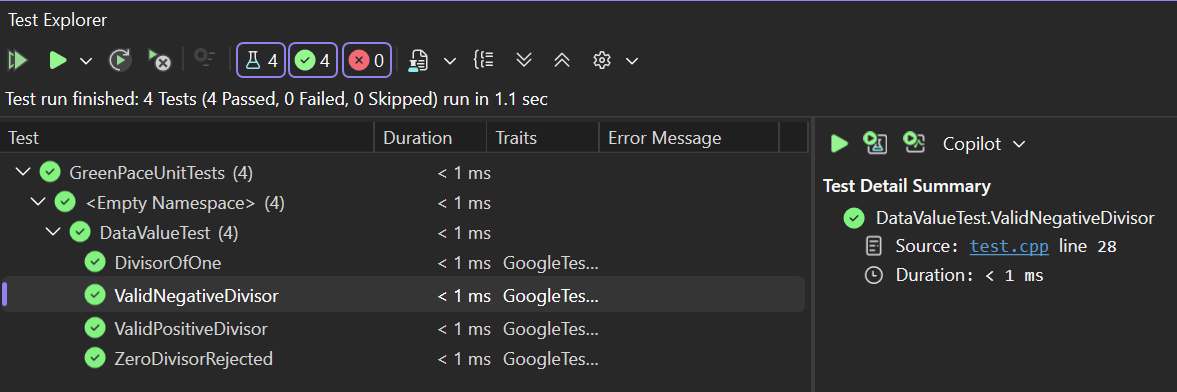 Test Explorer
4 4 0
Test run finished: 4 Tests (4 Passed, 0 Failed, 0 Skipped) run in 1.1 sec
Test Duration Traits Error Message
GreenPaceUnitTests (4) < 1 ms
<Empty Namespace> (4) < 1 ms
DataValueTest (4) < 1 ms
DivisorOfOne < 1 ms GoogleTes...
ValidNegativeDivisor < 1 ms GoogleTes...
ValidPositiveDivisor < 1 ms GoogleTes...
ZeroDivisorRejected < 1 ms GoogleTes...
Copilot
Test Detail Summary
DataValueTest.ValidNegativeDivisor
Source: test.cpp line 28
Duration: < 1 ms